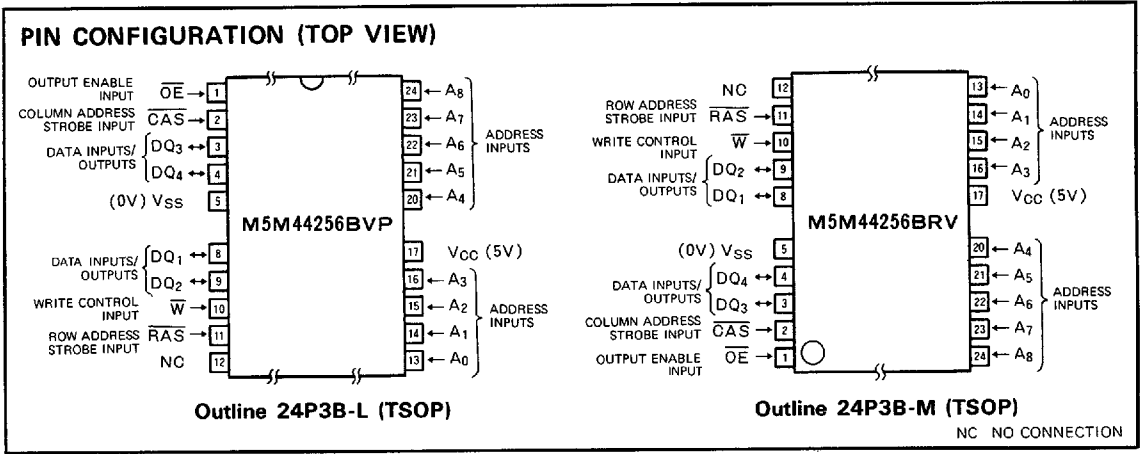 PIN CONFIGURATION (TOP VIEW)
OUTPUT ENABLE
INPUT
OE → 1
COLUMN ADDRESS
STROBE INPUT
CAS → 2
DATA INPUTS/
OUTPUTS
DQ3 ↔ 3
DQ4 ↔ 4
(0V) VSS 5
DATA INPUTS/
OUTPUTS
DQ1 ↔ 8
DQ2 ↔ 9
WRITE CONTROL
INPUT
W → 10
ROW ADDRESS
STROBE INPUT
RAS → 11
NC 12
M5M44256BVP
24 ← A8
23 ← A7
22 ← A6
21 ← A5
20 ← A4
ADDRESS
INPUTS
17 VCC (5V)
16 ← A3
15 ← A2
14 ← A1
13 ← A0
ADDRESS
INPUTS
Outline 24P3B-L (TSOP)
NC 12
ROW ADDRESS
STROBE INPUT
RAS → 11
WRITE CONTROL
INPUT
W → 10
DATA INPUTS/
OUTPUTS
DQ2 ↔ 9
DQ1 ↔ 8
(0V) VSS 5
DATA INPUTS/
OUTPUTS
DQ4 ↔ 4
DQ3 ↔ 3
COLUMN ADDRESS
STROBE INPUT
CAS → 2
OUTPUT ENABLE
INPUT
OE → 1
M5M44256BRV
13 ← A0
14 ← A1
15 ← A2
16 ← A3
ADDRESS
INPUTS
17 VCC (5V)
20 ← A4
21 ← A5
22 ← A6
23 ← A7
24 ← A8
ADDRESS
INPUTS
Outline 24P3B-M (TSOP)
NC NO CONNECTION